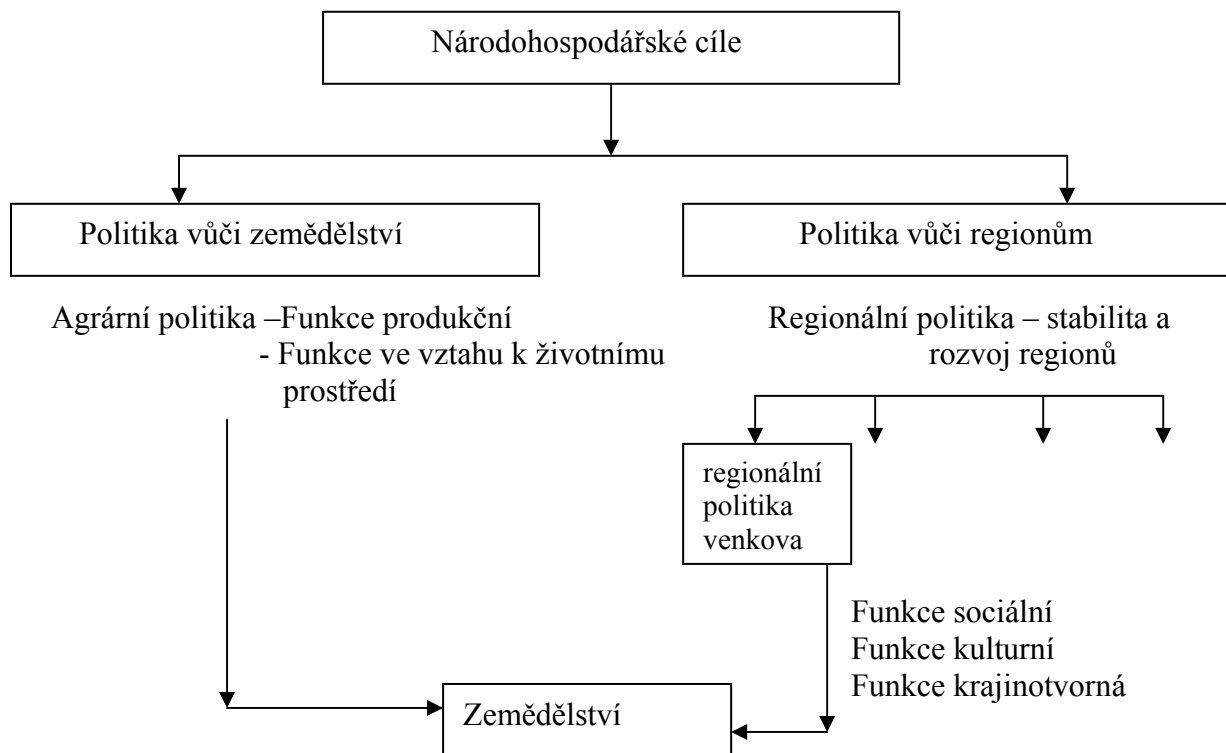 Národohospodářské cíle
Politika vůči zemědělství
Politika vůči regionům
Agrární politika –Funkce produkční
- Funkce ve vztahu k životnímu
prostředí
Regionální politika – stabilita a
rozvoj regionů
regionální
politika
venkova
Funkce sociální
Funkce kulturní
Funkce krajinotvorná
Zemědělství